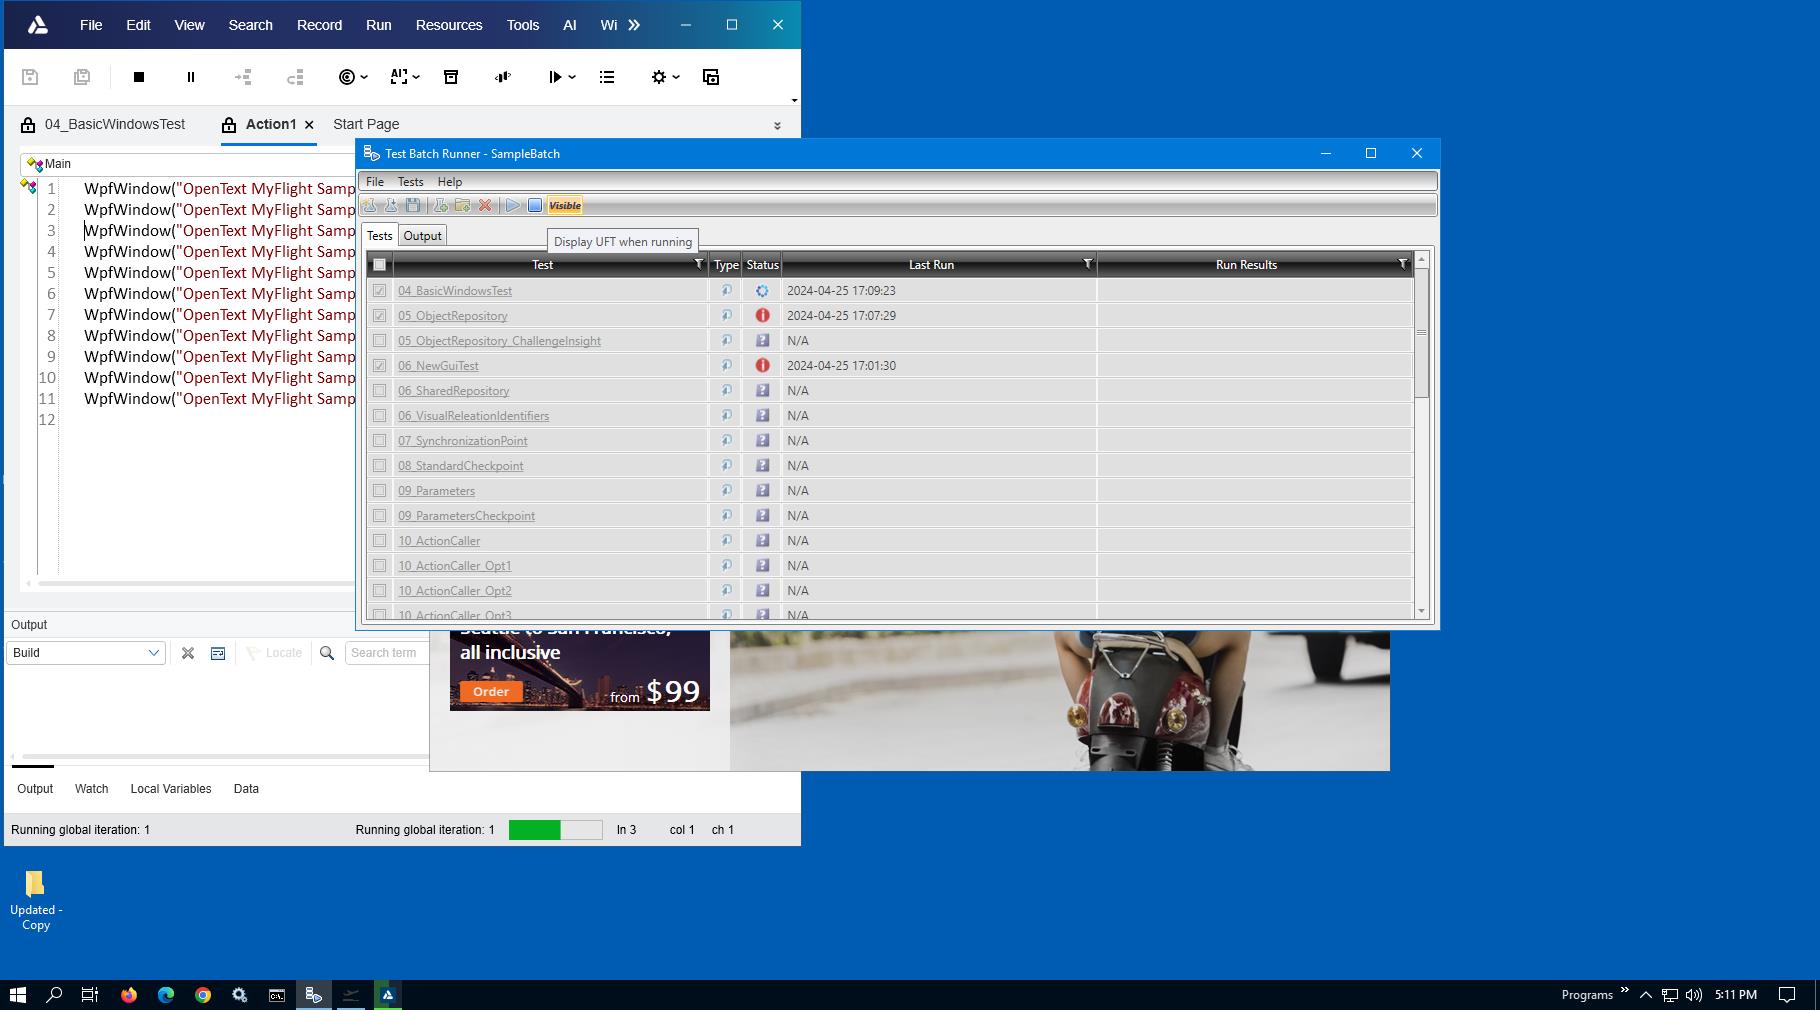 File Edit View Search Record Run Resources Tools AI Wi
04_BasicWindowsTest Action1 Start Page
Main
1 WpfWindow("OpenText MyFlight Samp
2 WpfWindow("OpenText MyFlight Samp
3 WpfWindow("OpenText MyFlight Samp
4 WpfWindow("OpenText MyFlight Samp
5 WpfWindow("OpenText MyFlight Samp
6 WpfWindow("OpenText MyFlight Samp
7 WpfWindow("OpenText MyFlight Samp
8 WpfWindow("OpenText MyFlight Samp
9 WpfWindow("OpenText MyFlight Samp
10 WpfWindow("OpenText MyFlight Samp
11 WpfWindow("OpenText MyFlight Samp
12
Test Batch Runner - SampleBatch
File Tests Help
Visible
Tests Output
Display UFT when running
Test Type Status Last Run Run Results
04_BasicWindowsTest 2024-04-25 17:09:23
05_ObjectRepository 2024-04-25 17:07:29
05_ObjectRepository_ChallengeInsight N/A
06_NewGuiTest 2024-04-25 17:01:30
06_SharedRepository N/A
06_VisualReleationIdentifiers N/A
07_SynchronizationPoint N/A
08_StandardCheckpoint N/A
09_Parameters N/A
09_ParametersCheckpoint N/A
10_ActionCaller N/A
10_ActionCaller_Opt1 N/A
10_ActionCaller_Opt2 N/A
10_ActionCaller_Opt3 N/A
Seattle to San Francisco,
all inclusive
Order from $99
Output
Build Locate Search term
Output Watch Local Variables Data
Running global iteration: 1 Running global iteration: 1 ln 3 col 1 ch 1
Updated -
Copy
Programs 5:11 PM